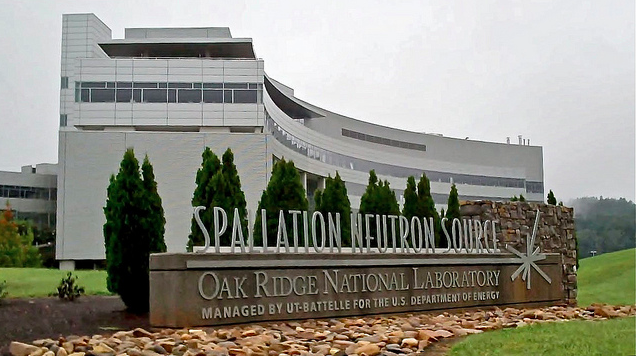 SPALLATION NEUTRON SOURCE
OAK RIDGE NATIONAL LABORATORY
MANAGED BY UT-BATTELLE FOR THE U.S. DEPARTMENT OF ENERGY